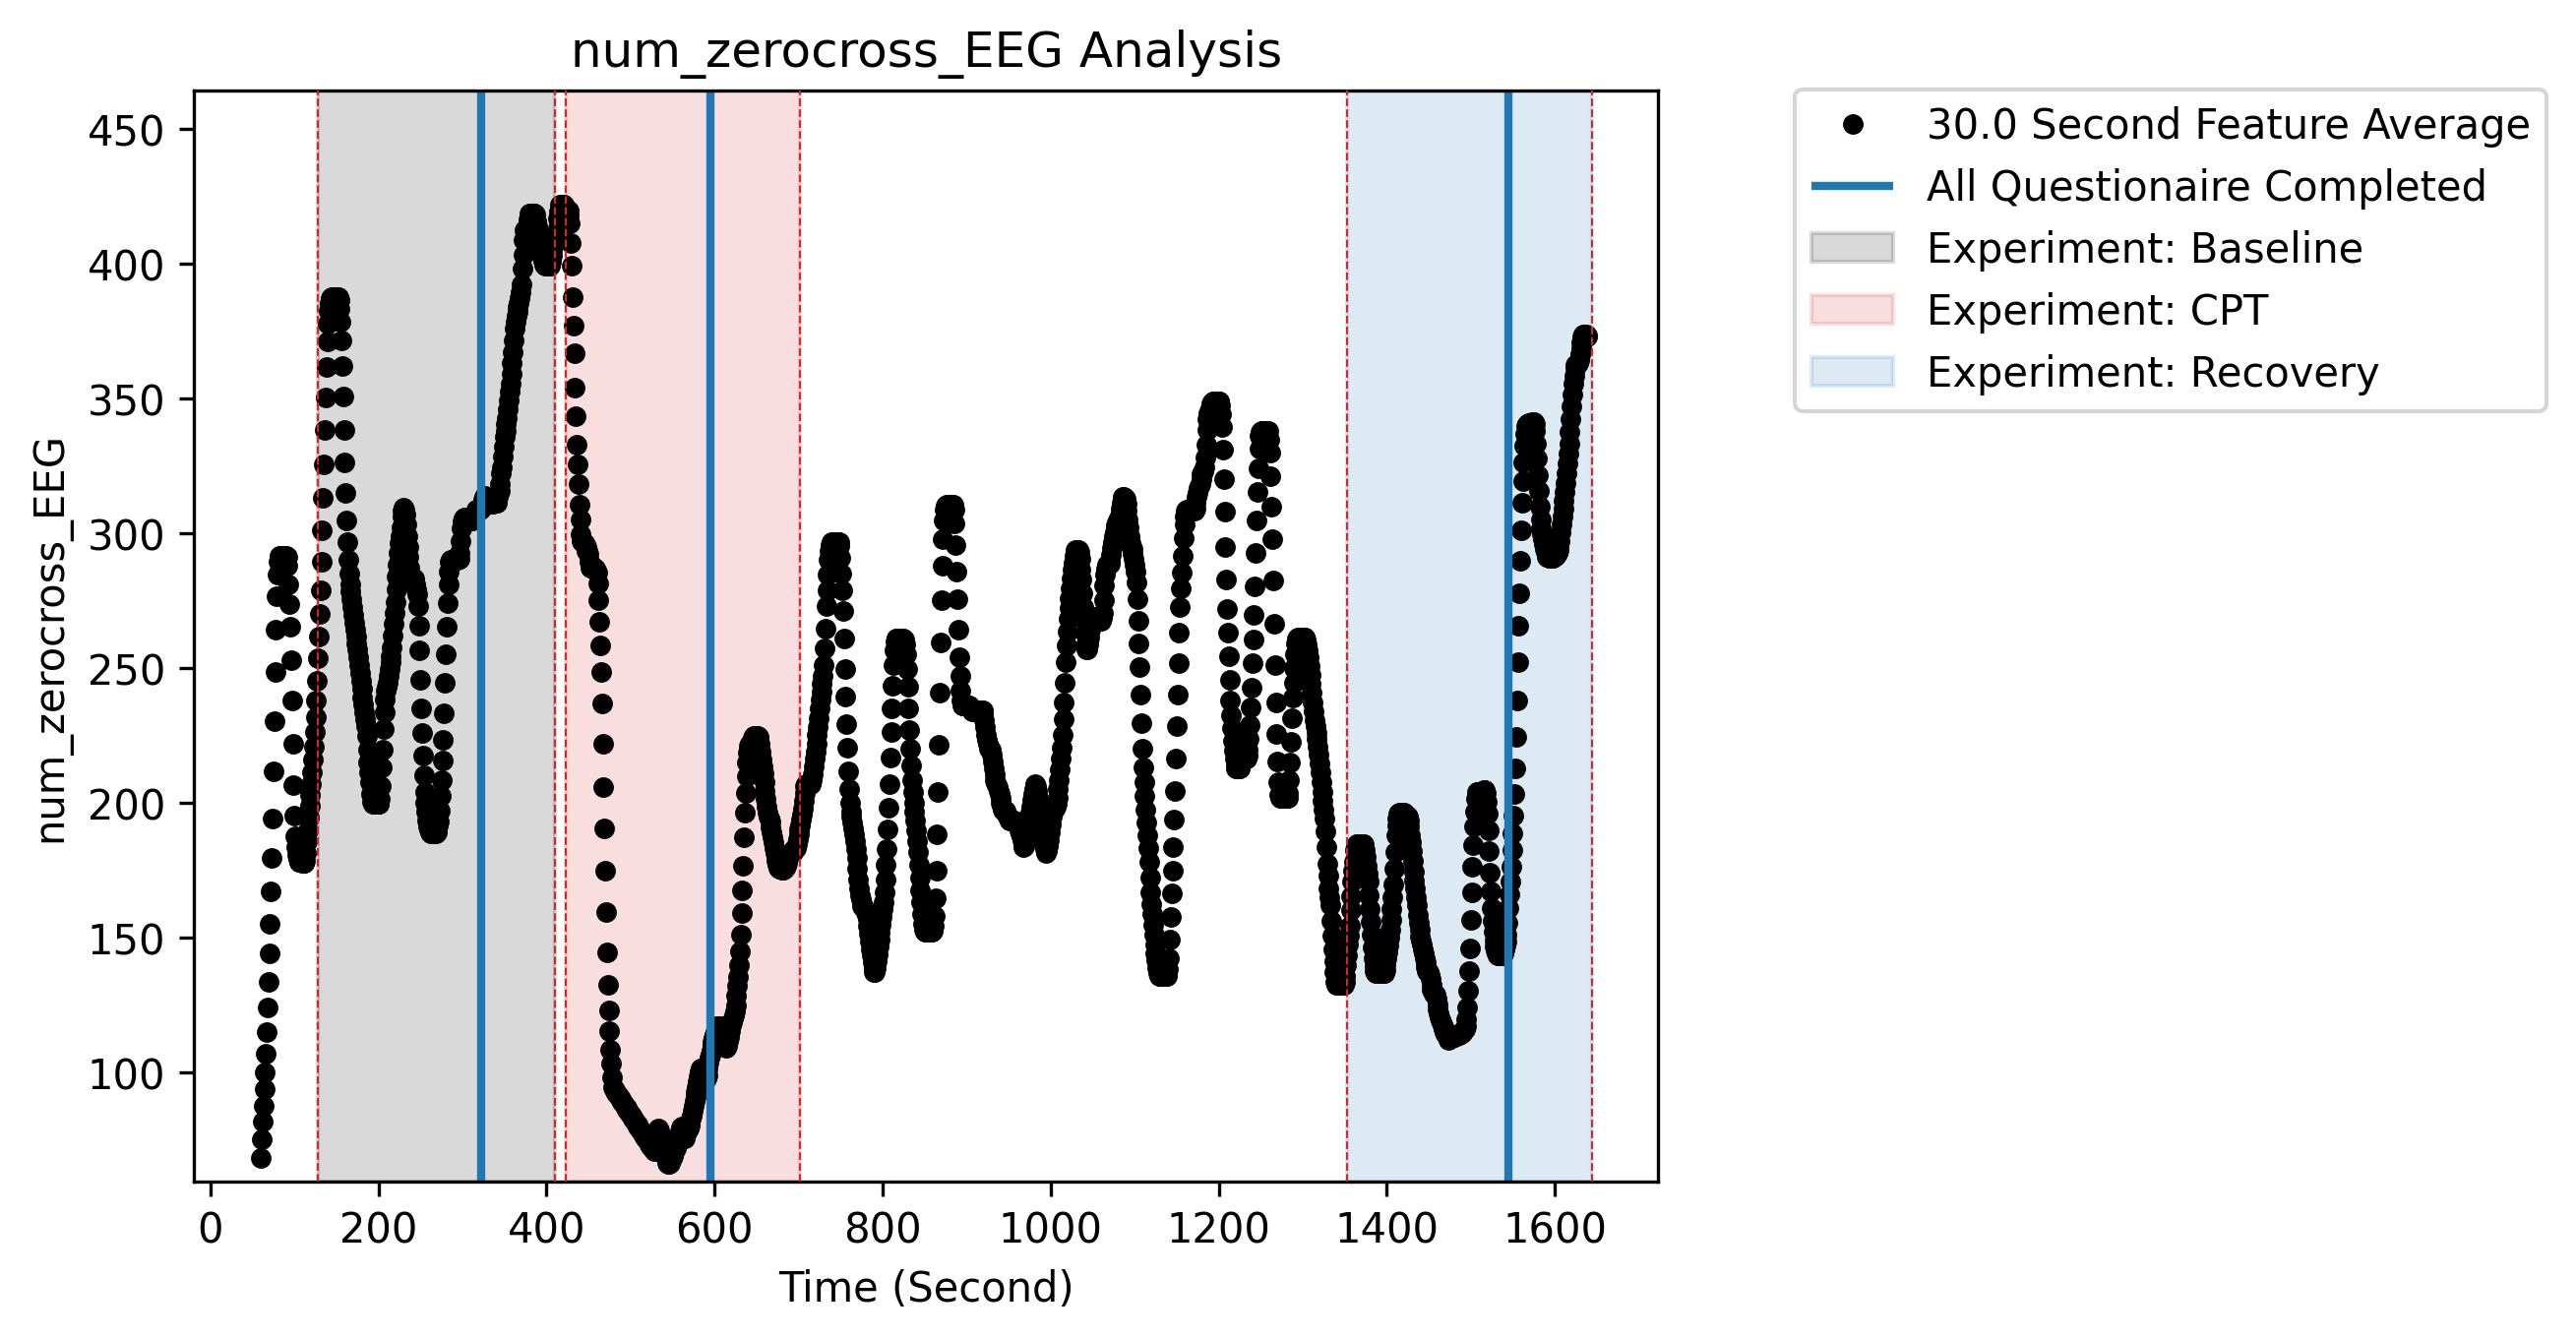 num_zerocross_EEG Analysis
num_zerocross_EEG
450
400
350
300
250
200
150
100
0 200 400 600 800 1000 1200 1400 1600
Time (Second)
30.0 Second Feature Average
All Questionaire Completed
Experiment: Baseline
Experiment: CPT
Experiment: Recovery